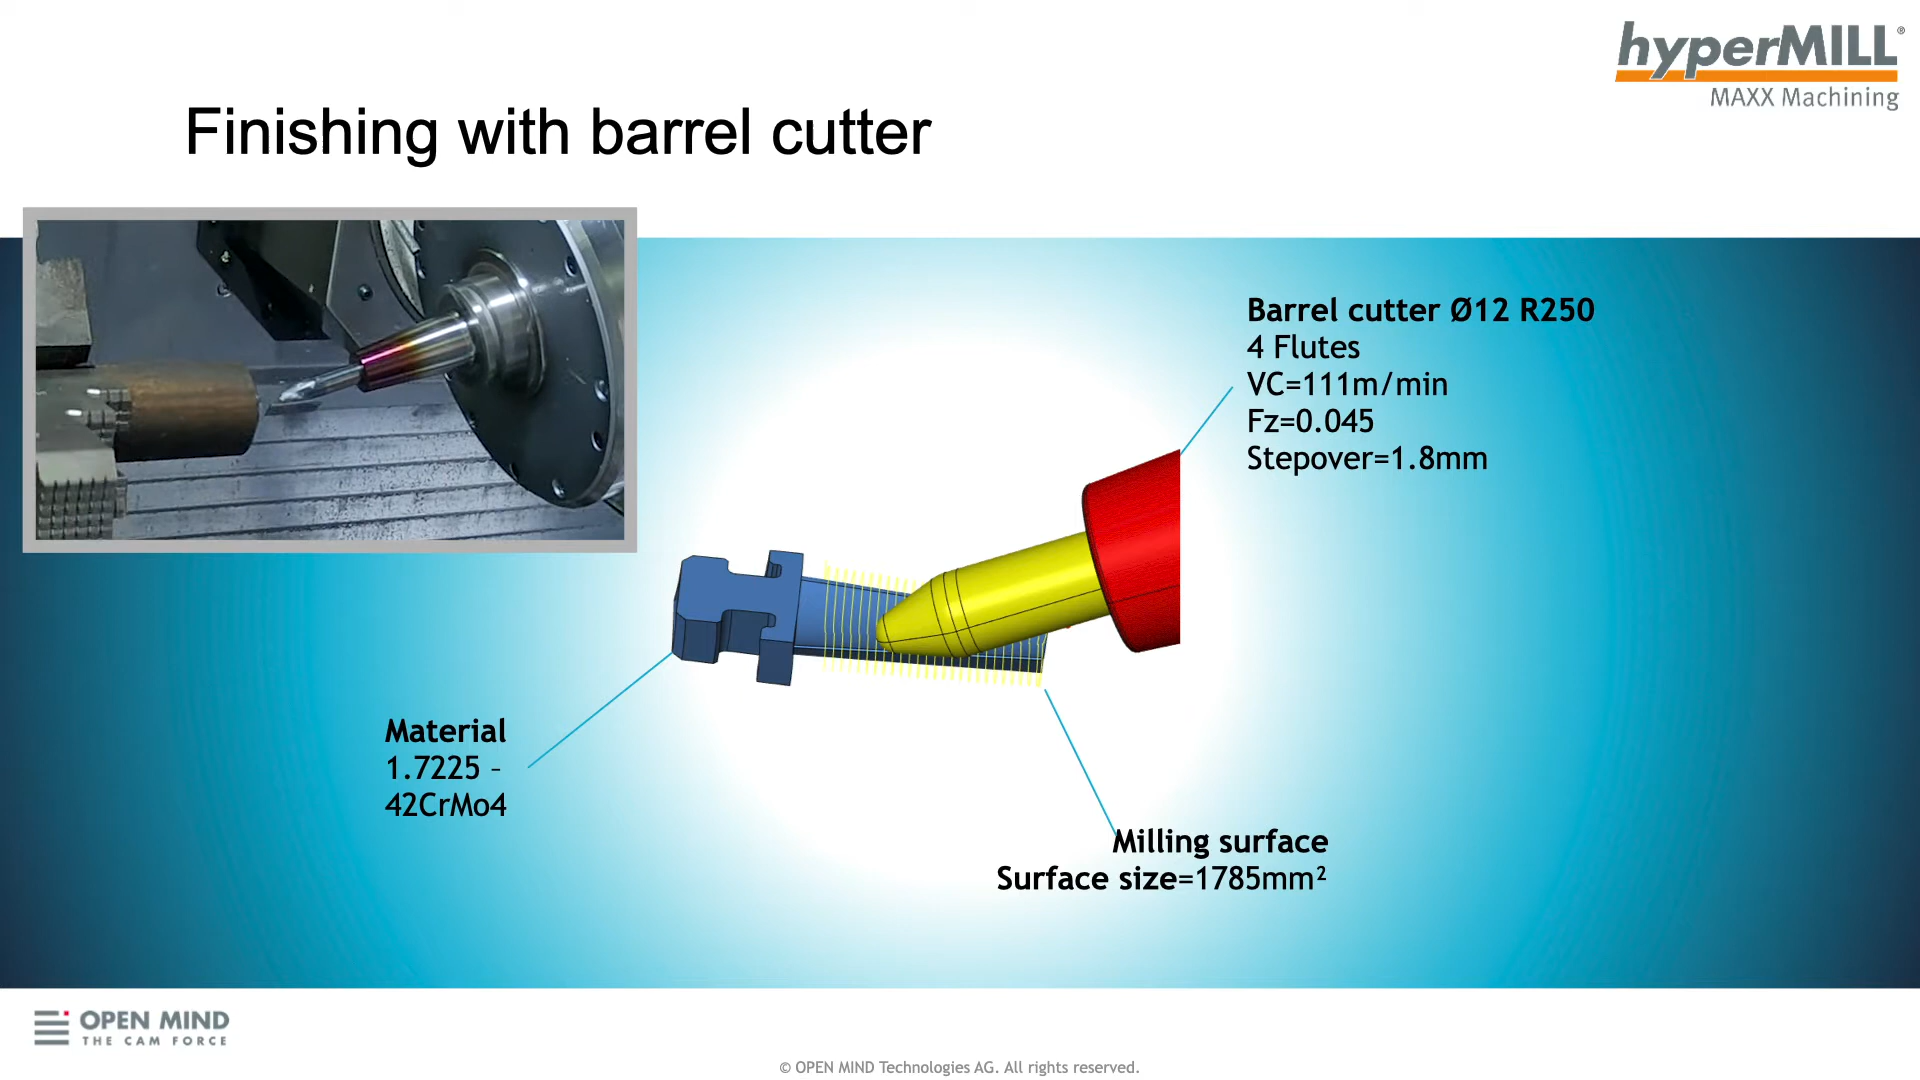 hyperMILL®
MAXX Machining
Finishing with barrel cutter
Barrel cutter Ø12 R250
4 Flutes
VC=111m/min
Fz=0.045
Stepover=1.8mm
Material
1.7225 –
42CrMo4
Milling surface
Surface size=1785mm²
OPEN MIND
THE CAM FORCE
© OPEN MIND Technologies AG. All rights reserved.